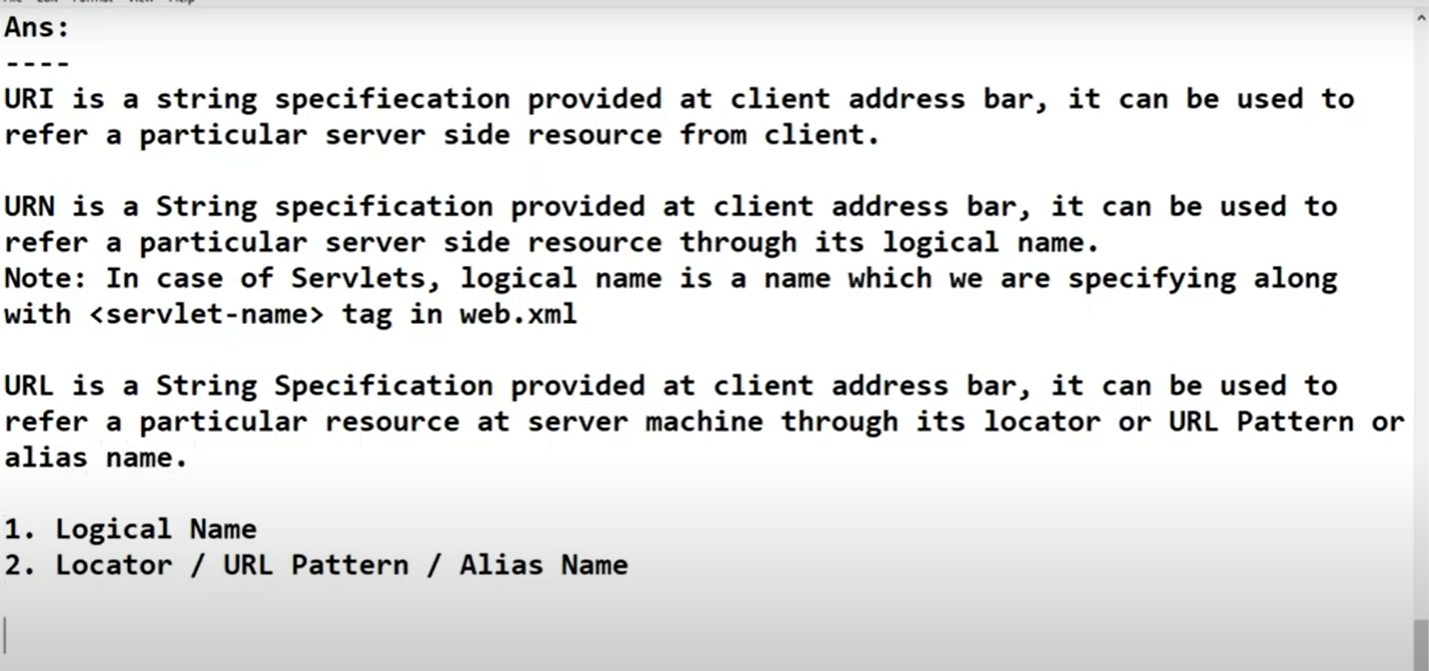 Ans:
----
URI is a string specifiecation provided at client address bar, it can be used to
refer a particular server side resource from client.
URN is a String specification provided at client address bar, it can be used to
refer a particular server side resource through its logical name.
Note: In case of Servlets, logical name is a name which we are specifying along
with <servlet-name> tag in web.xml
URL is a String Specification provided at client address bar, it can be used to
refer a particular resource at server machine through its locator or URL Pattern or
alias name.
1. Logical Name
2. Locator / URL Pattern / Alias Name